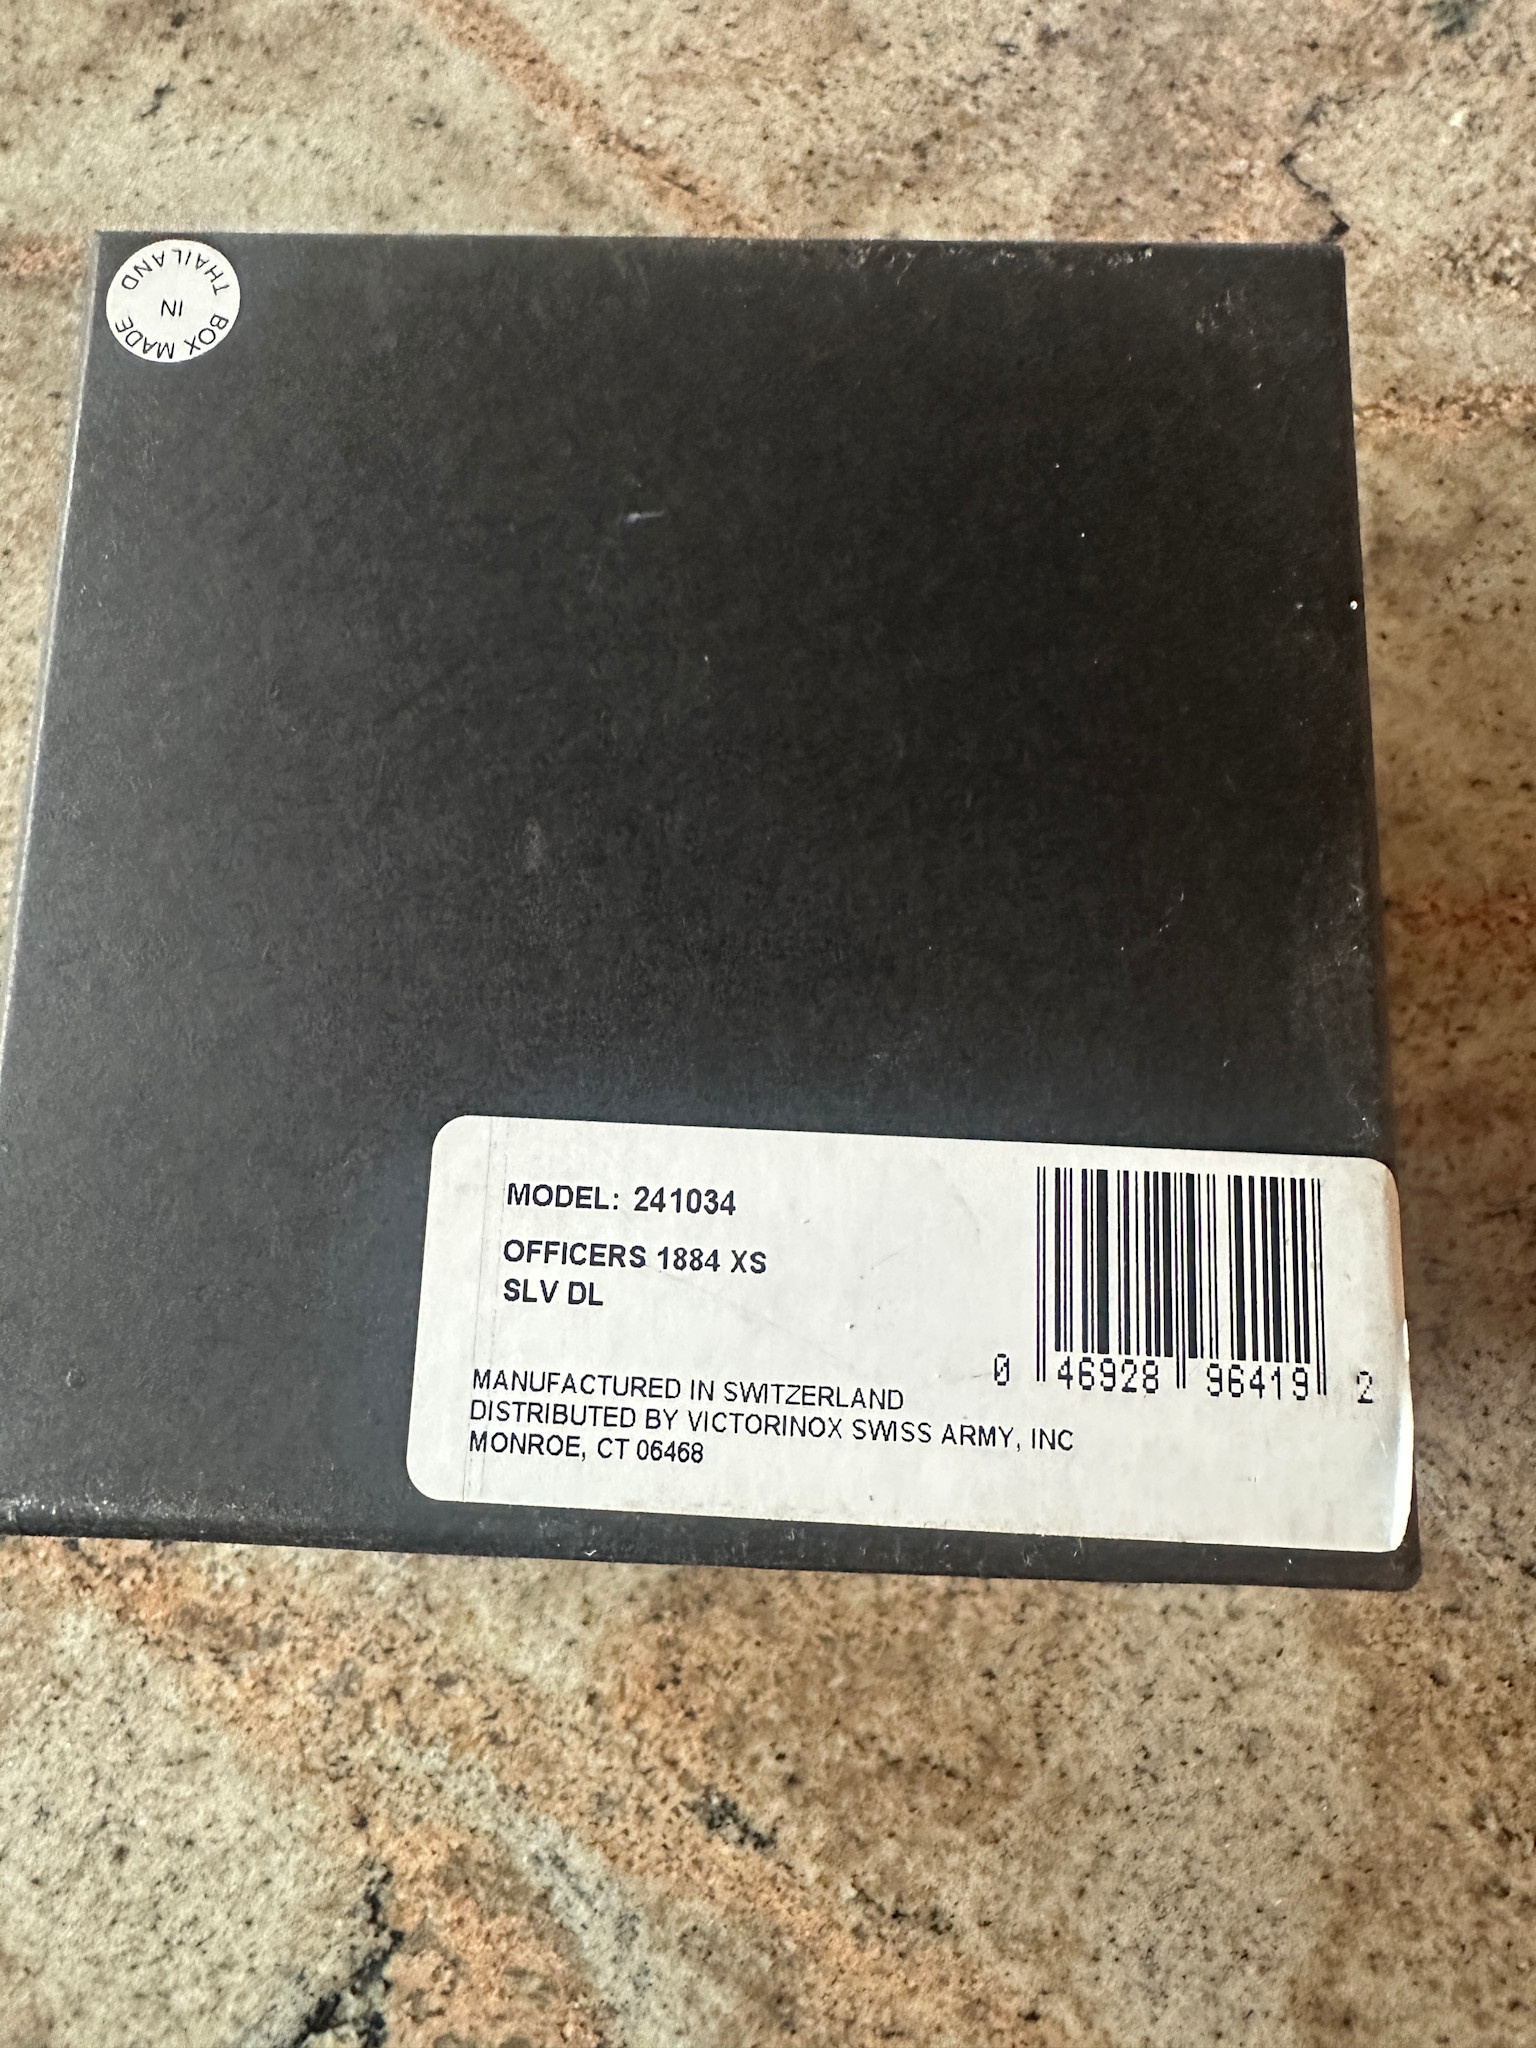 BOX MADE
IN
THAILAND
MODEL: 241034
OFFICERS 1884 XS
SLV DL
MANUFACTURED IN SWITZERLAND
DISTRIBUTED BY VICTORINOX SWISS ARMY, INC
MONROE, CT 06468
0 46928 96419 2